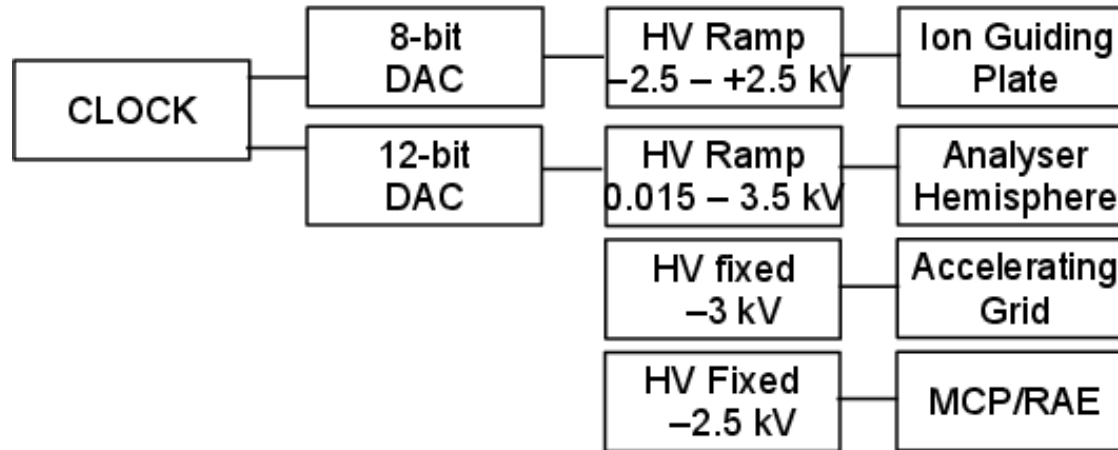 CLOCK
8-bit
DAC
HV Ramp
–2.5 – +2.5 kV
Ion Guiding
Plate
12-bit
DAC
HV Ramp
0.015 – 3.5 kV
Analyser
Hemisphere
HV fixed
–3 kV
Accelerating
Grid
HV Fixed
–2.5 kV
MCP/RAE